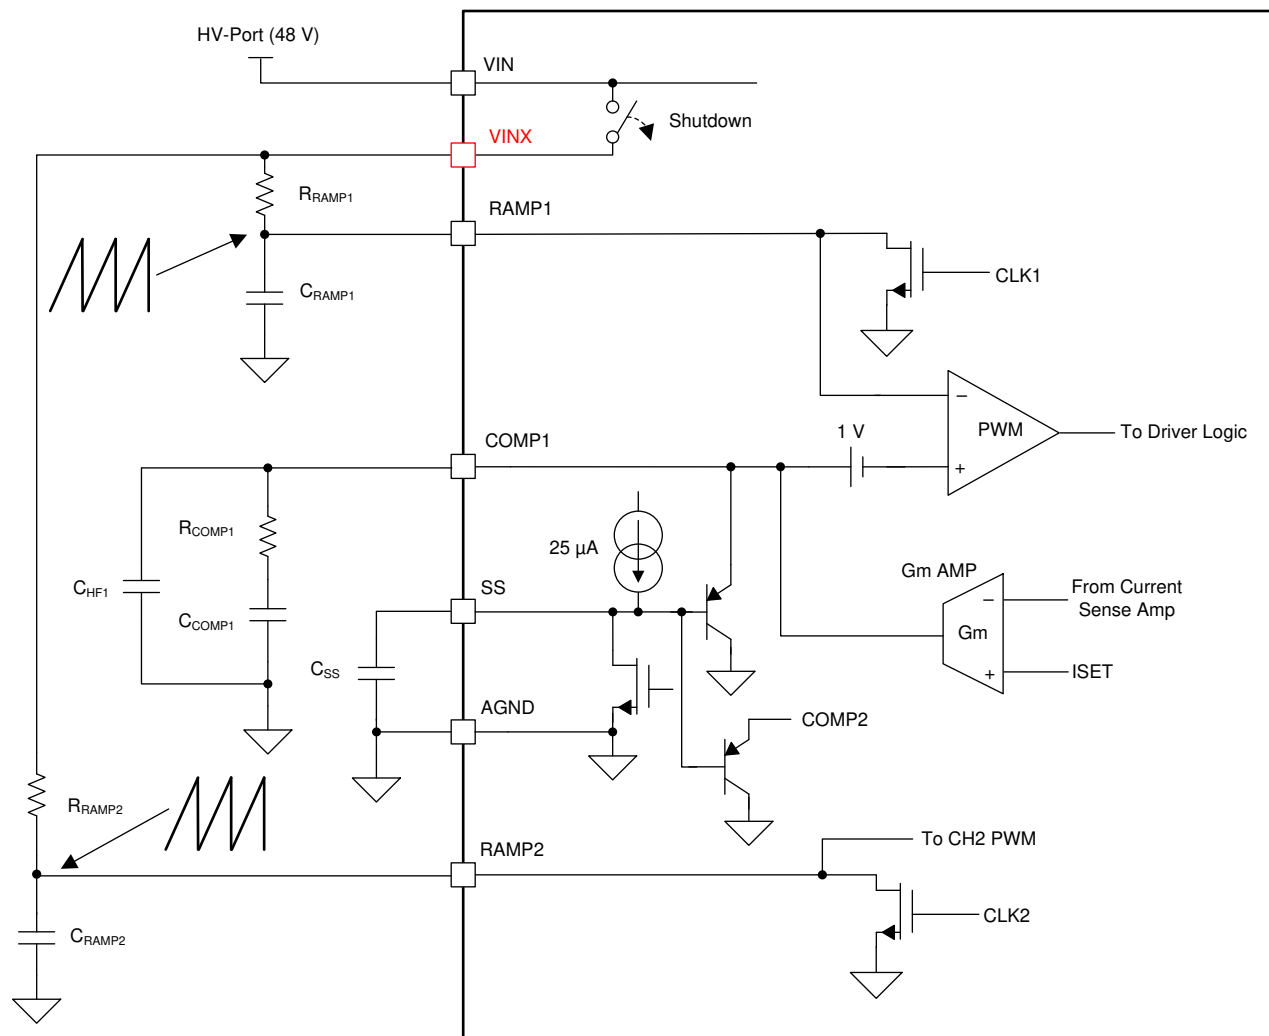 HV-Port (48 V)
VIN
Shutdown
VINX
RRAMP1
RAMP1
CLK1
CRAMP1
COMP1
1 V
−
PWM
+
To Driver Logic
RCOMP1
25 µA
CHF1
SS
Gm AMP
−
From Current
Sense Amp
CCOMP1
Gm
CSS
+
ISET
AGND
COMP2
RRAMP2
RAMP2
To CH2 PWM
CLK2
CRAMP2